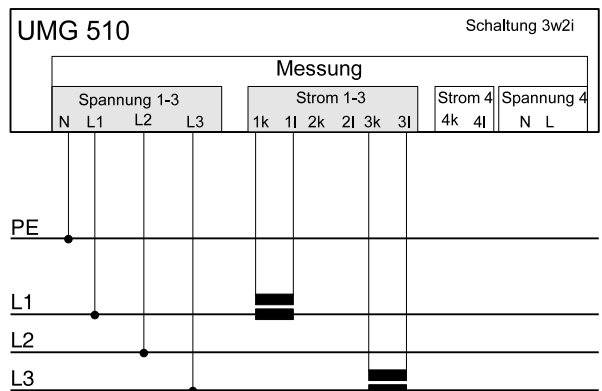 UMG 510 Schaltung 3w2i
Messung
Spannung 1-3 Strom 1-3 Strom 4 Spannung 4
N L1 L2 L3 1k 1l 2k 2l 3k 3l 4k 4l N L
PE
L1
L2
L3